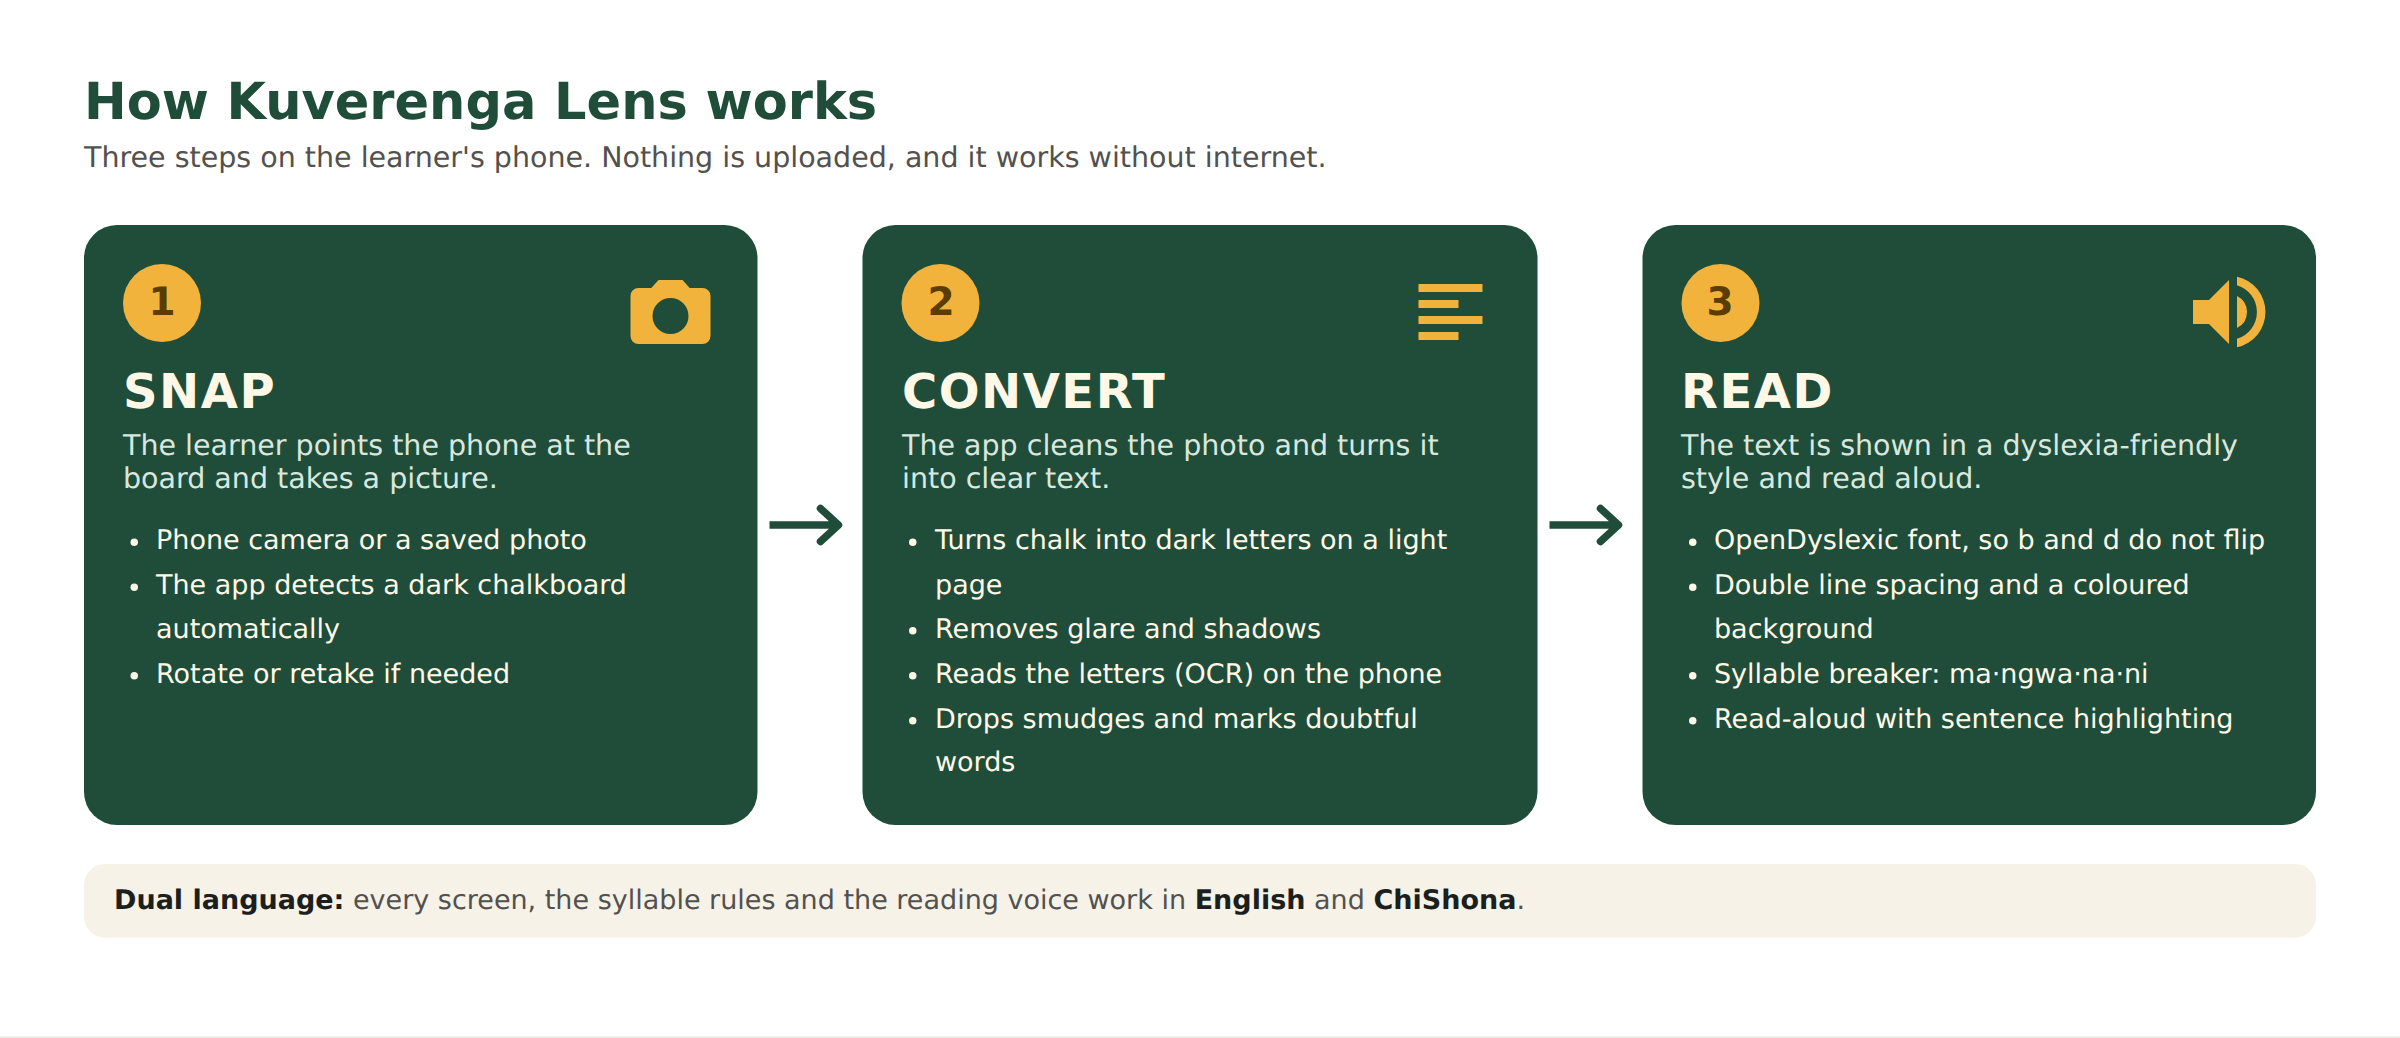 How Kuverenga Lens works
Three steps on the learner's phone. Nothing is uploaded, and it works without internet.
1
SNAP
The learner points the phone at the
board and takes a picture.
• Phone camera or a saved photo
• The app detects a dark chalkboard
automatically
• Rotate or retake if needed
2
CONVERT
The app cleans the photo and turns it
into clear text.
• Turns chalk into dark letters on a light
page
• Removes glare and shadows
• Reads the letters (OCR) on the phone
• Drops smudges and marks doubtful
words
3
READ
The text is shown in a dyslexia-friendly
style and read aloud.
• OpenDyslexic font, so b and d do not flip
• Double line spacing and a coloured
background
• Syllable breaker: ma·ngwa·na·ni
• Read-aloud with sentence highlighting
Dual language: every screen, the syllable rules and the reading voice work in English and ChiShona.